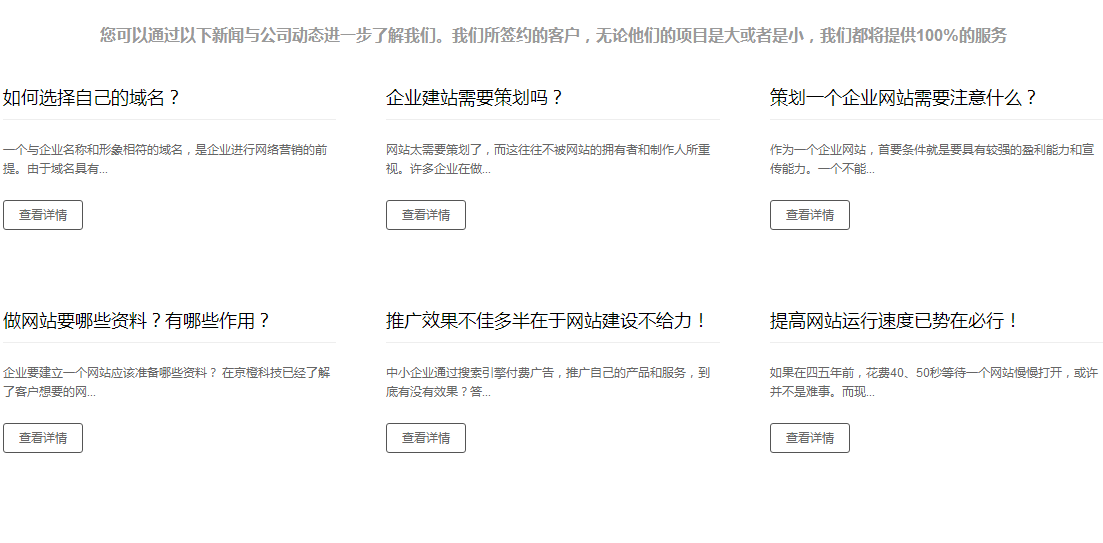 您可以通过以下新闻与公司动态进一步了解我们。我们所签约的客户，无论他们的项目是大或者是小，我们都将提供100%的服务
如何选择自己的域名？
一个与企业名称和形象相符的域名，是企业进行网络营销的前
提。由于域名具有...
查看详情
企业建站需要策划吗？
网站太需要策划了，而这往往不被网站的拥有者和制作人所重
视。许多企业在做...
查看详情
策划一个企业网站需要注意什么？
作为一个企业网站，首要条件就是要具有较强的盈利能力和宣
传能力。一个不能...
查看详情
做网站要哪些资料？有哪些作用？
企业要建立一个网站应该准备哪些资料？ 在京橙科技已经了解
了客户想要的网...
查看详情
推广效果不佳多半在于网站建设不给力！
中小企业通过搜索引擎付费广告，推广自己的产品和服务，到
底有没有效果？答...
查看详情
提高网站运行速度已势在必行！
如果在四五年前，花费40、50秒等待一个网站慢慢打开，或许
并不是难事。而现...
查看详情